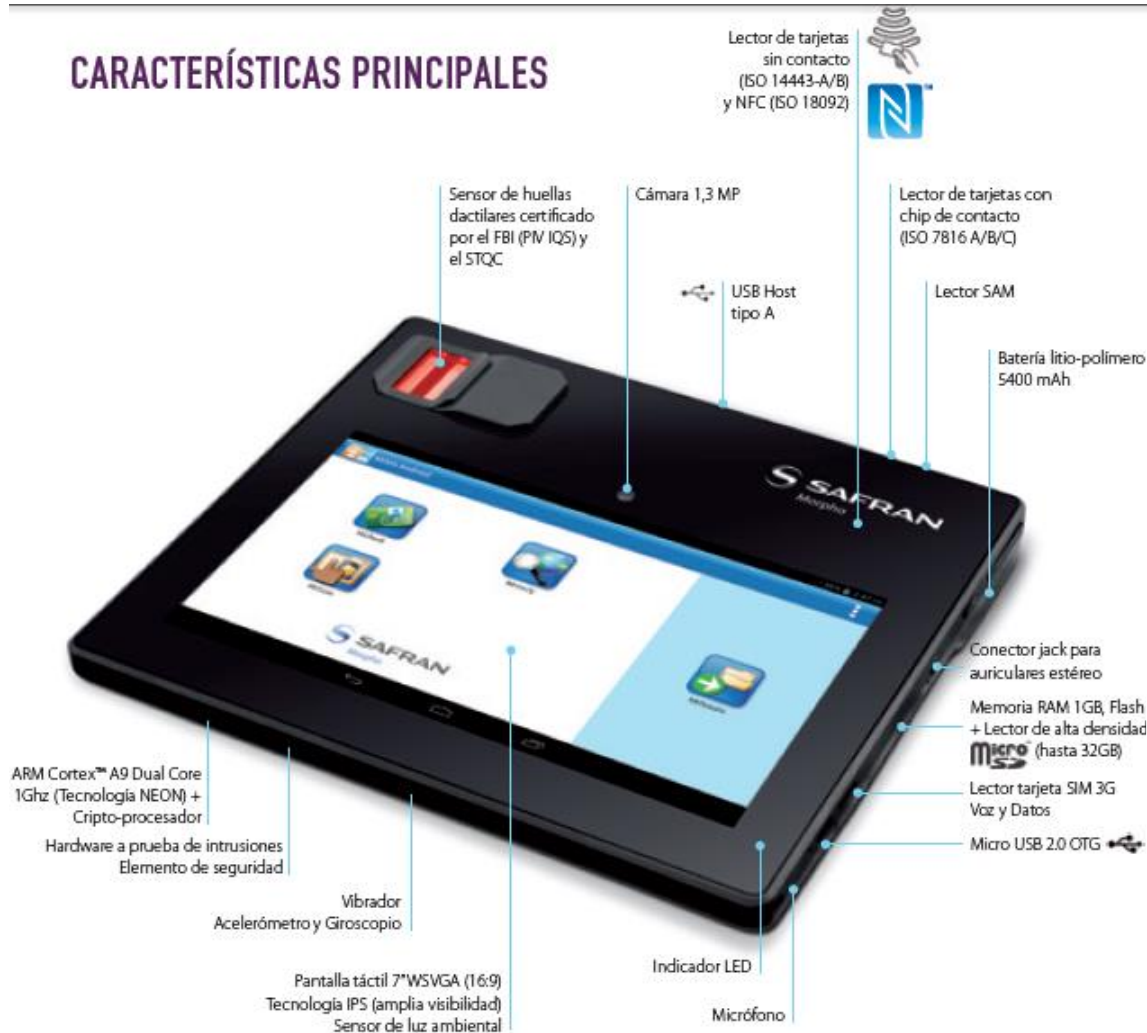 CARACTERÍSTICAS PRINCIPALES
Lector de tarjetas
sin contacto
(ISO 14443-A/B)
y NFC (ISO 18092)
Sensor de huellas
dactilares certificado
por el FBI (PIV IQS) y
el STQC
Cámara 1,3 MP
Lector de tarjetas con
chip de contacto
(ISO 7816 A/B/C)
USB Host
tipo A
Lector SAM
Batería litio-polímero
5400 mAh
SAFRAN
Morpho
SAFRAN
Morpho
Conector jack para
auriculares estéreo
Memoria RAM 1GB, Flash
+ Lector de alta densidad
Micro SD (hasta 32GB)
Lector tarjeta SIM 3G
Voz y Datos
Micro USB 2.0 OTG
ARM Cortex™ A9 Dual Core
1Ghz (Tecnología NEON) +
Cripto-procesador
Hardware a prueba de intrusiones
Elemento de seguridad
Vibrador
Acelerómetro y Giroscopio
Pantalla táctil 7"WSVGA (16:9)
Tecnología IPS (amplia visibilidad)
Sensor de luz ambiental
Indicador LED
Micrófono